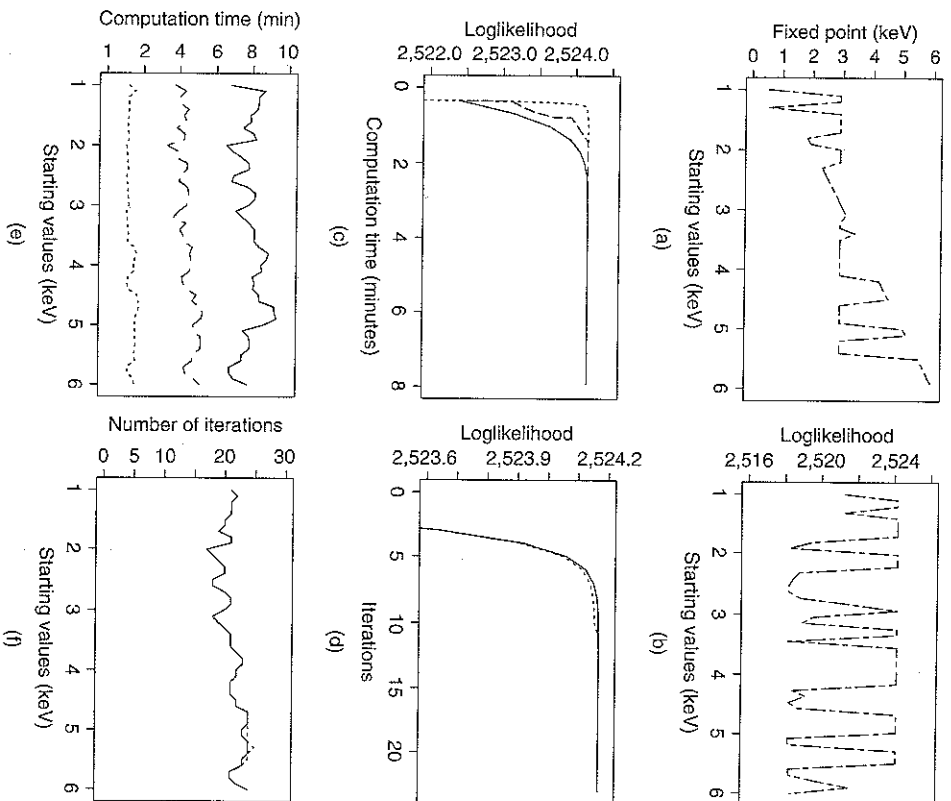 Fixed point (keV)
0 1 2 3 4 5 6
1 2 3 4 5 6
Starting values (keV)
(a)
Loglikelihood
2,516 2,520 2,524
1 2 3 4 5 6
Starting values (keV)
(b)
Loglikelihood
2,522.0 2,523.0 2,524.0
0 2 4 6 8
Computation time (minutes)
(c)
Loglikelihood
2,523.6 2,523.9 2,524.2
0 5 10 15 20
Iterations
(d)
Computation time (min)
1 2 4 6 8 10
1 2 3 4 5 6
Starting values (keV)
(e)
Number of iterations
0 5 10 20 30
1 2 3 4 5 6
Starting values (keV)
(f)